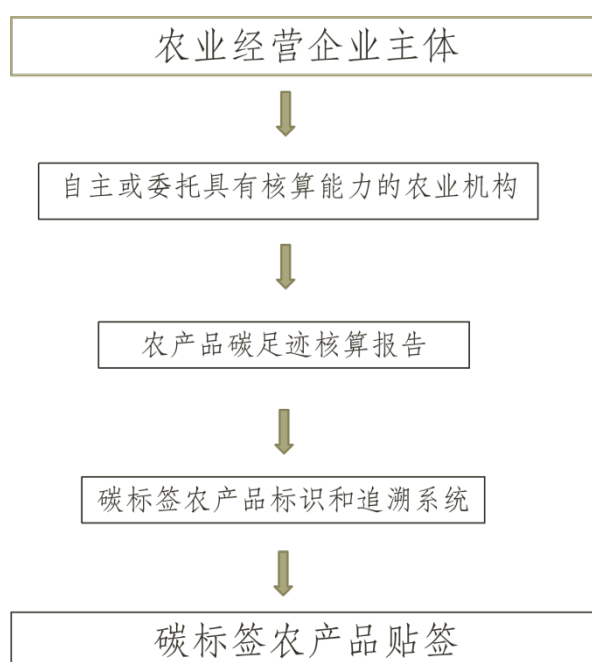 农业经营企业主体
自主或委托具有核算能力的农业机构
农产品碳足迹核算报告
碳标签农产品标识和追溯系统
碳标签农产品贴签